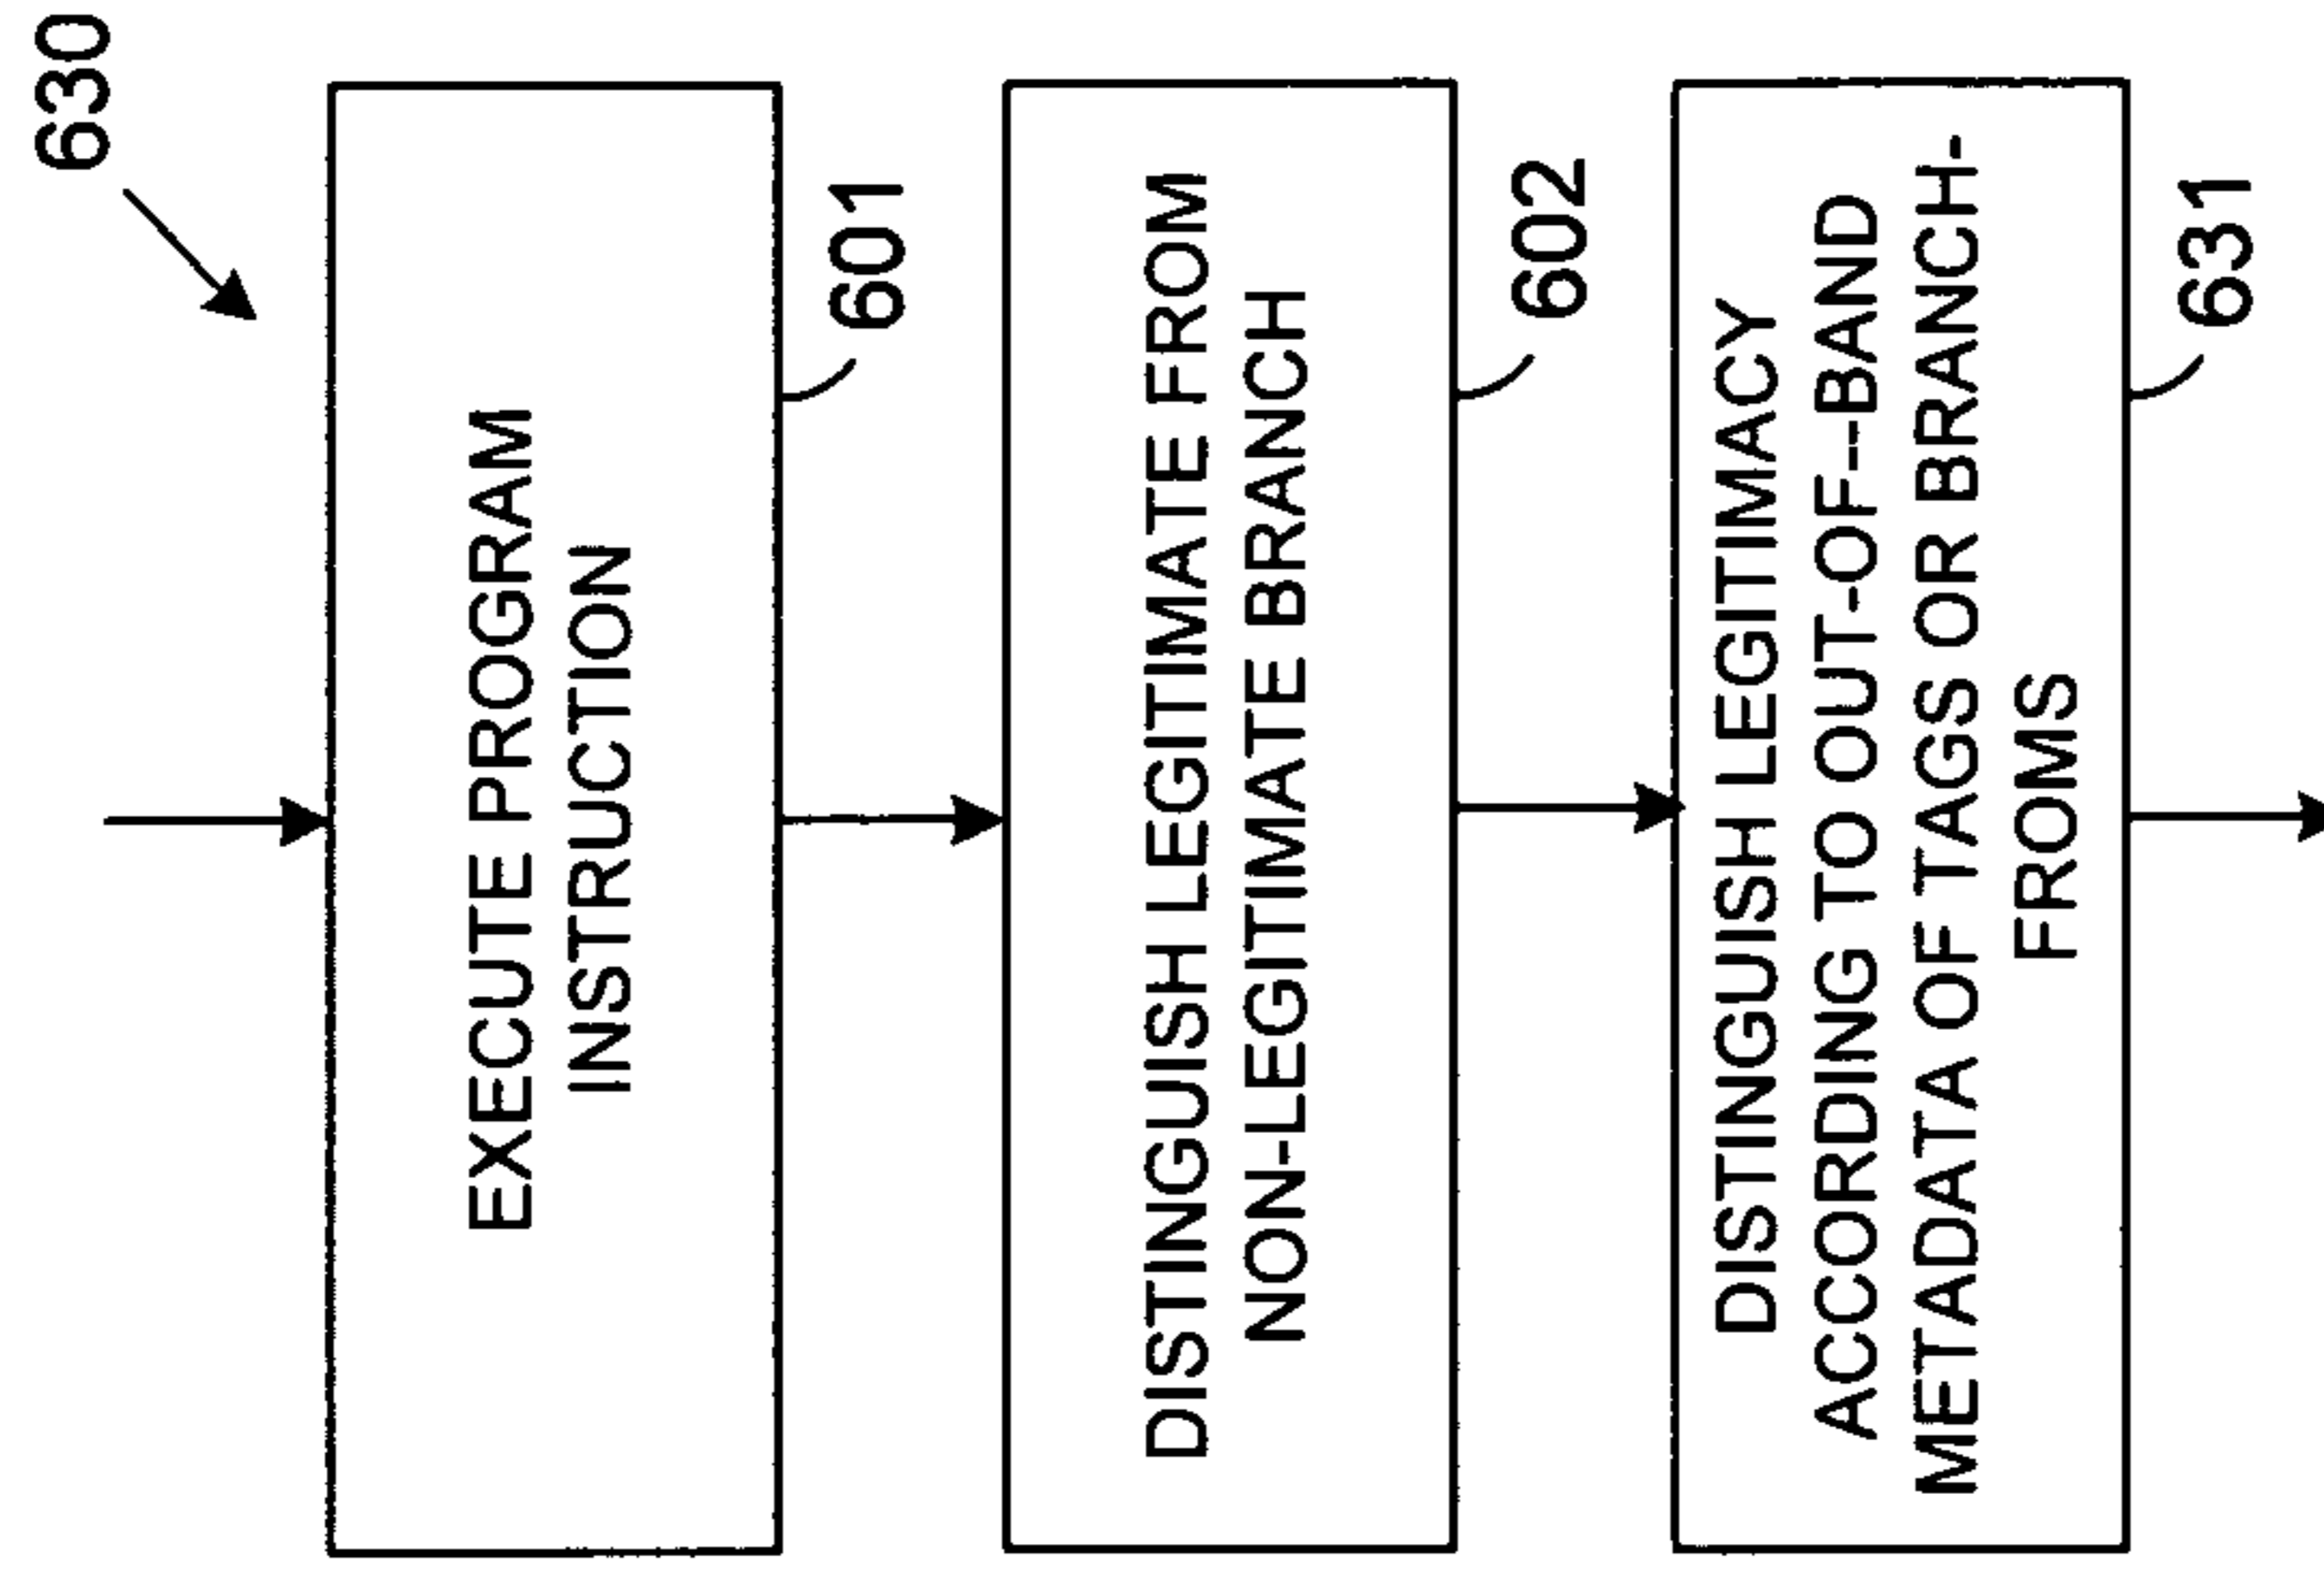 630
EXECUTE PROGRAM
INSTRUCTION
601
DISTINGUISH LEGITIMATE FROM
NON-LEGITIMATE BRANCH
602
DISTINGUISH LEGITIMACY
ACCORDING TO OUT-OF--BAND
METADATA OF TAGS OR BRANCH-
FROMS
631